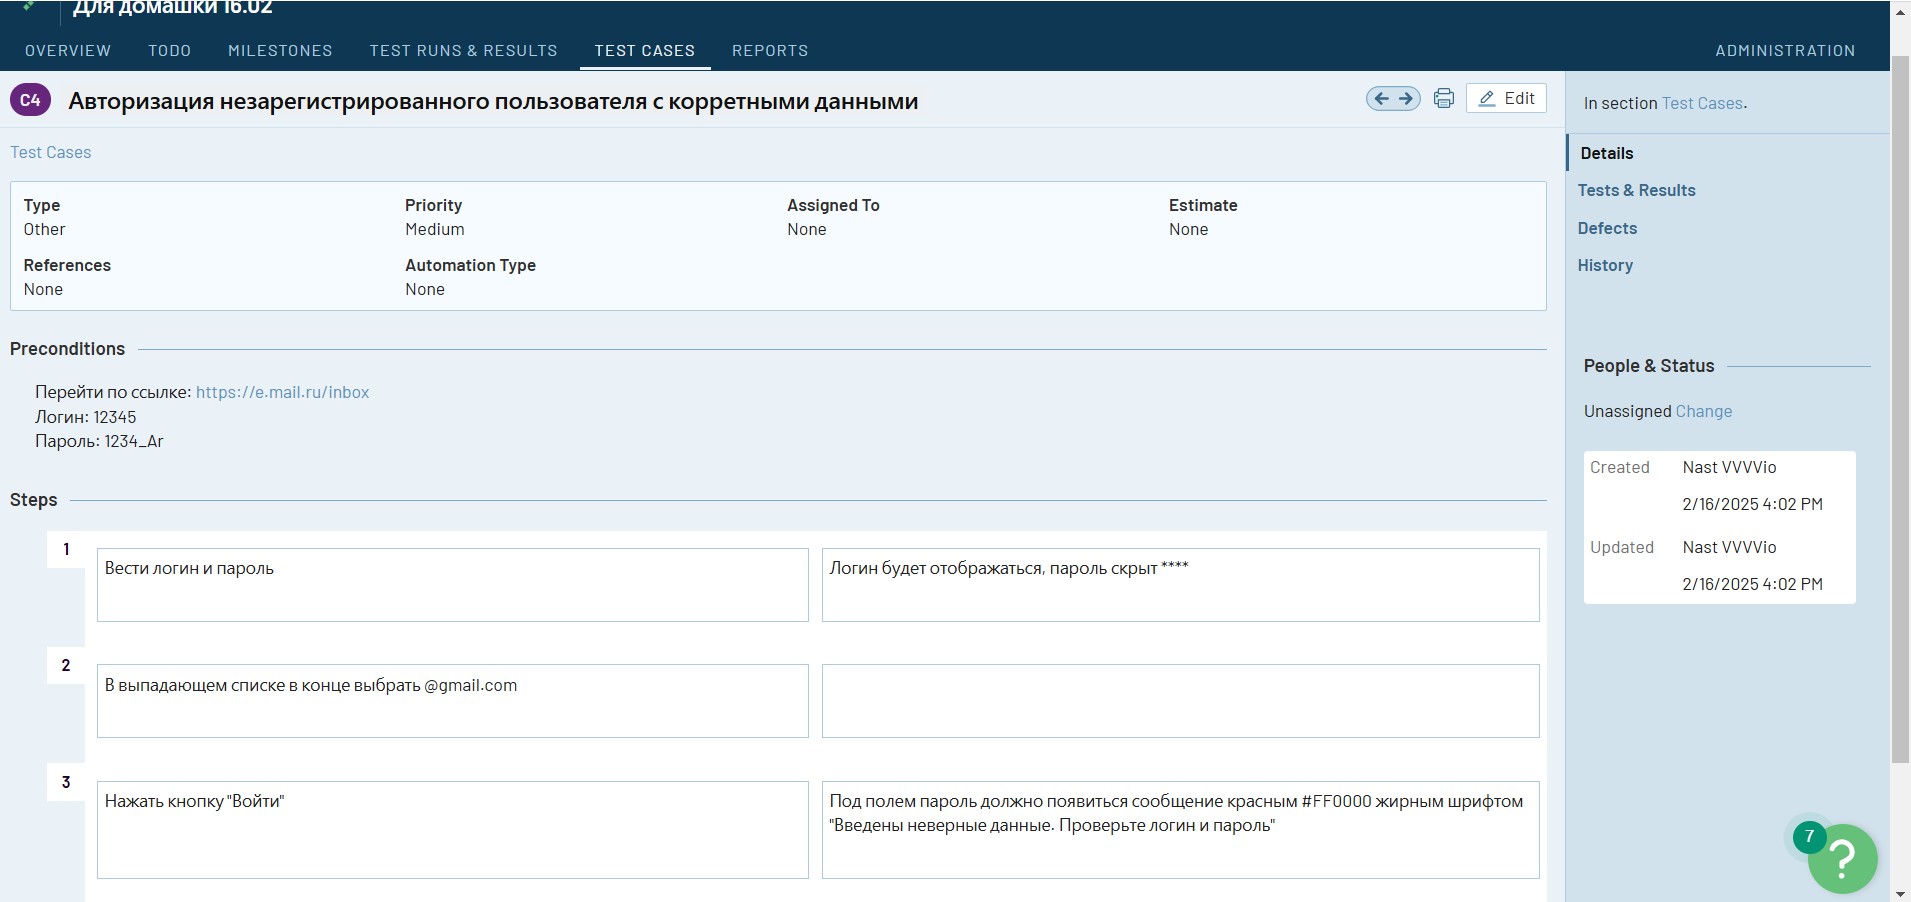 Для домашки 16.02
OVERVIEW TODO MILESTONES TEST RUNS & RESULTS TEST CASES REPORTS ADMINISTRATION
C4 Авторизация незарегистрированного пользователя с корретными данными
Edit
In section Test Cases.
Test Cases
Details
Tests & Results
Defects
History
Type Priority Assigned To Estimate
Other Medium None None
References Automation Type
None None
Preconditions
Перейти по ссылке: https://e.mail.ru/inbox
Логин: 12345
Пароль: 1234_Ar
People & Status
Unassigned Change
Created Nast VVVVio
2/16/2025 4:02 PM
Updated Nast VVVVio
2/16/2025 4:02 PM
Steps
1
Вести логин и пароль
Логин будет отображаться, пароль скрыт ****
2
В выпадающем списке в конце выбрать @gmail.com
3
Нажать кнопку "Войти"
Под полем пароль должно появиться сообщение красным #FF0000 жирным шрифтом
"Введены неверные данные. Проверьте логин и пароль"
7
?